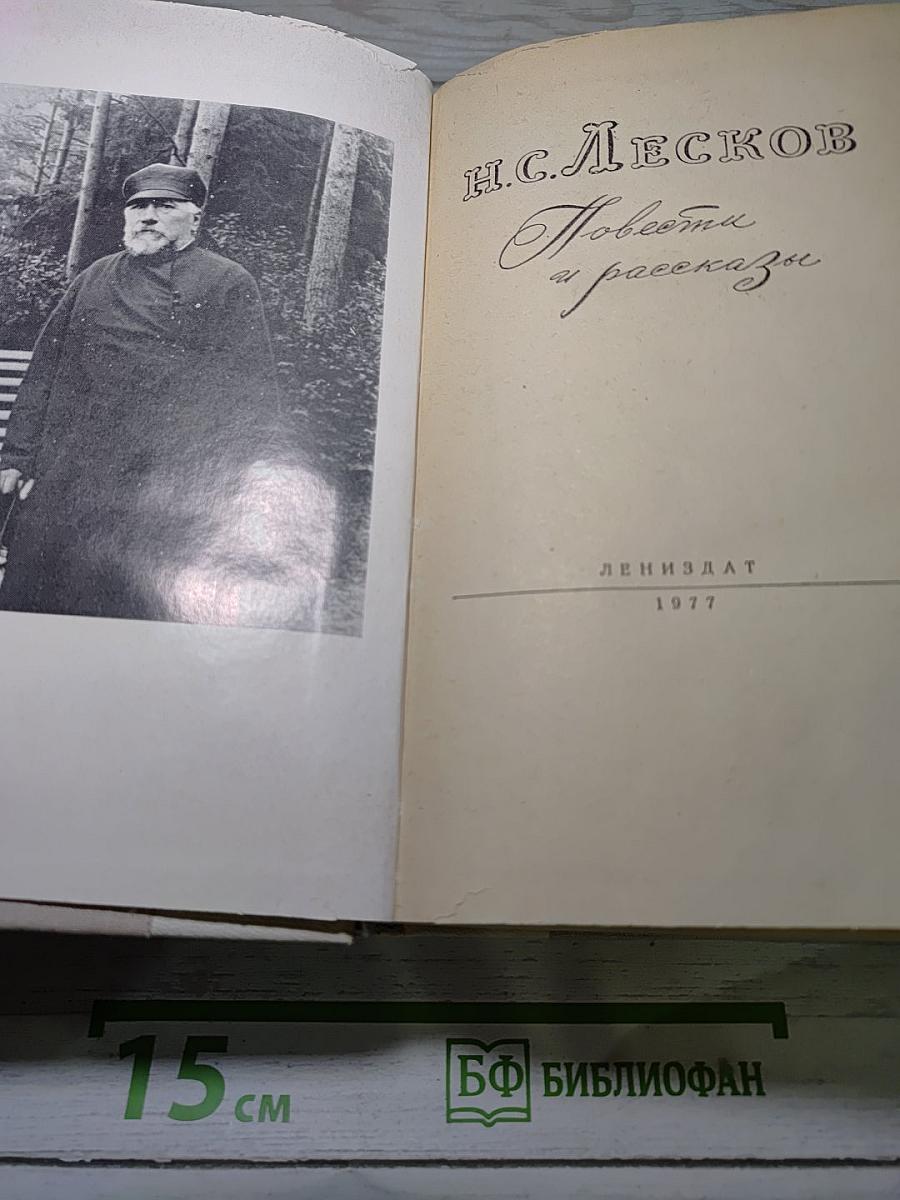 Н.С. ЛЕСКОВ
Повести
и рассказы
ЛЕНИЗДАТ
1977
15 см
БФ БИБЛИОФАН